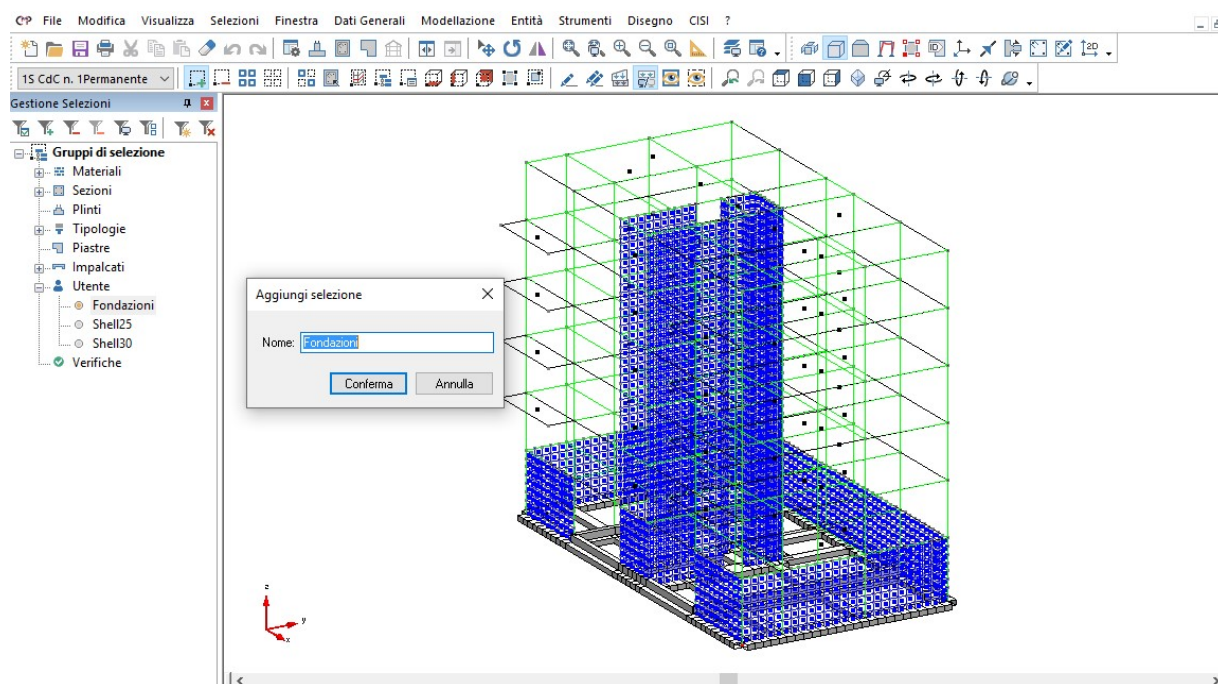 CMP File Modifica Visualizza Selezioni Finestra Dati Generali Modellazione Entità Strumenti Disegno CISI ?
1S CdC n. 1Permanente
Gestione Selezioni
Gruppi di selezione
Materiali
Sezioni
Plinti
Tipologie
Piastre
Impalcati
Utente
Fondazioni
Shell25
Shell30
Verifiche
Aggiungi selezione
Nome: Fondazioni
Conferma Annulla
z
y
x